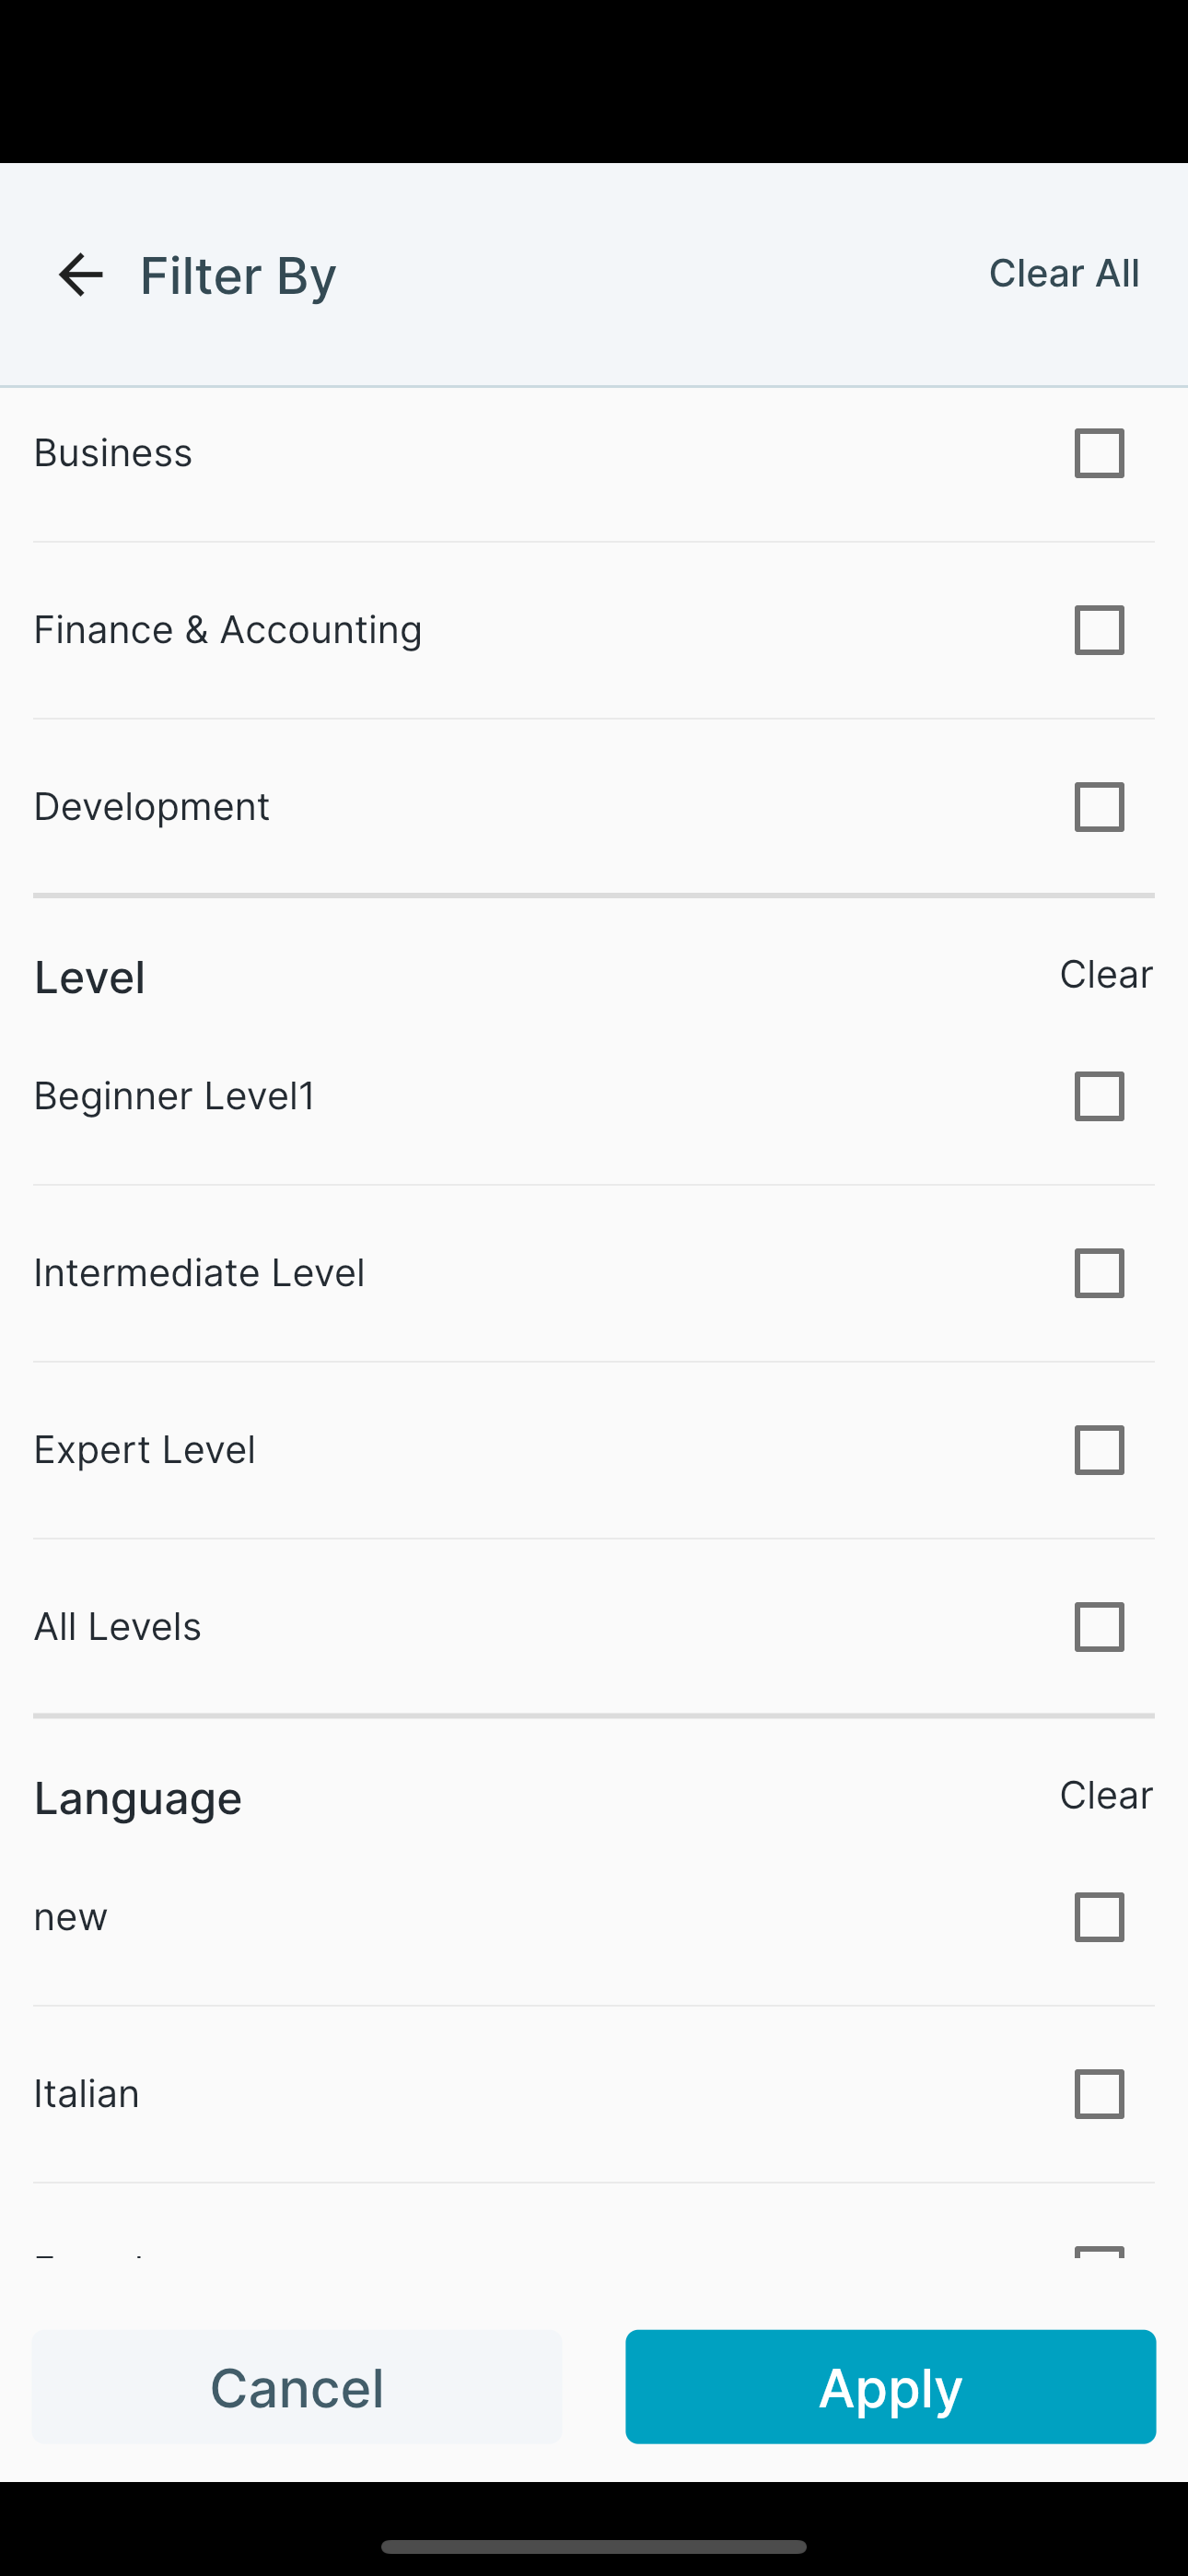 Filter By
Clear All
Business
Finance & Accounting
Development
Level
Clear
Beginner Level1
Intermediate Level
Expert Level
All Levels
Language
Clear
new
Italian
Cancel
Apply